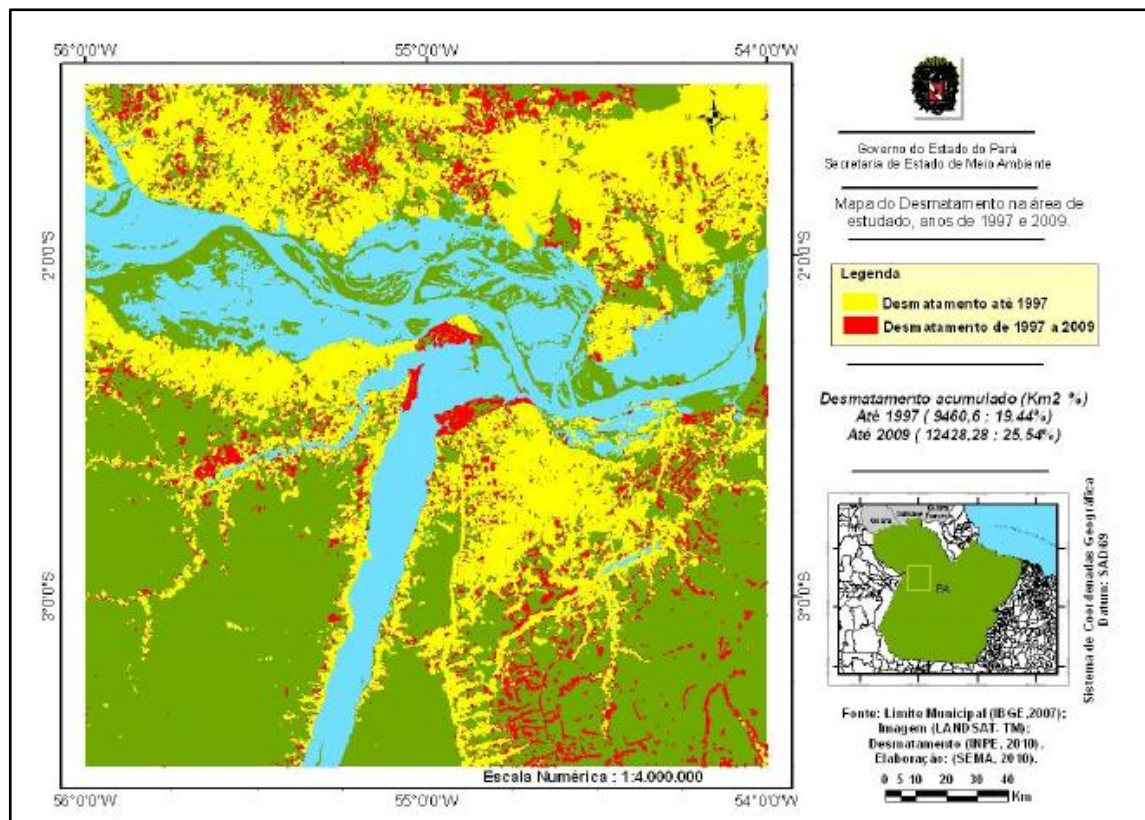 56°0'0"W
55°0'0"W
54°0'0"W
2°0'0"S
2°0'0"S
3°0'0"S
3°0'0"S
56°0'0"W
55°0'0"W
54°0'0"W
Escala Numérica : 1:4.000.000
Governo do Estado do Pará
Secretaria de Estado de Meio Ambiente
Mapa do Desmatamento na área de
estudado, anos de 1997 e 2009.
Legenda
Desmatamento até 1997
Desmatamento de 1997 a 2009
Desmatamento acumulado (Km2 %)
Até 1997 ( 9460,6 : 19,44%)
Até 2009 ( 12428,28 : 25,54%)
PA
Sistema de Coordenadas Geográfica
Datum: SAD69
Fonte: Limite Municipal (IBGE,2007);
Imagem (LANDSAT- TM);
Desmatamento (INPE, 2010).
Elaboração: (SEMA, 2010).
0 5 10 20 30 40
Km